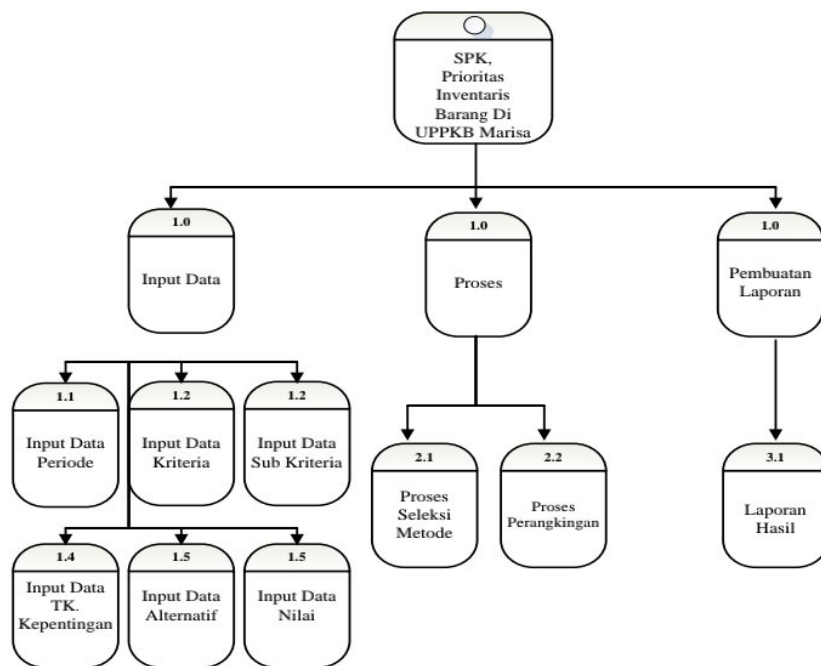 SPK,
Prioritas
Inventaris
Barang Di
UPPKB Marisa
1.0
Input Data
1.0
Proses
1.0
Pembuatan
Laporan
1.1
Input Data
Periode
1.2
Input Data
Kriteria
1.2
Input Data
Sub Kriteria
2.1
Proses
Seleksi
Metode
2.2
Proses
Perangkingan
3.1
Laporan
Hasil
1.4
Input Data
TK.
Kepentingan
1.5
Input Data
Alternatif
1.5
Input Data
Nilai